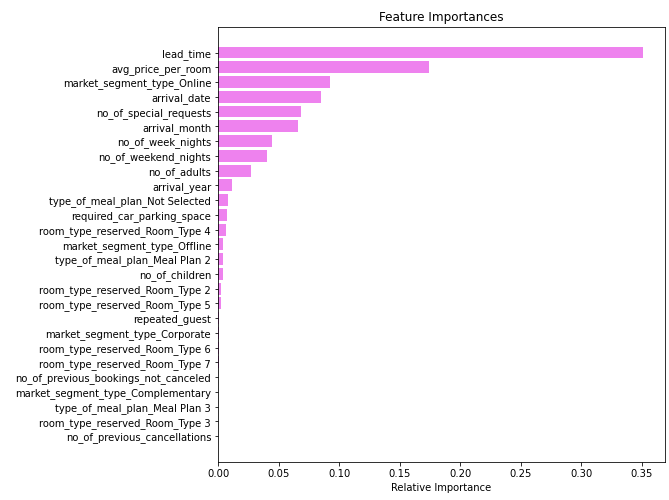 Feature Importances
lead_time
avg_price_per_room
market_segment_type_Online
arrival_date
no_of_special_requests
arrival_month
no_of_week_nights
no_of_weekend_nights
no_of_adults
arrival_year
type_of_meal_plan_Not Selected
required_car_parking_space
room_type_reserved_Room_Type 4
market_segment_type_Offline
type_of_meal_plan_Meal Plan 2
no_of_children
room_type_reserved_Room_Type 2
room_type_reserved_Room_Type 5
repeated_guest
market_segment_type_Corporate
room_type_reserved_Room_Type 6
room_type_reserved_Room_Type 7
no_of_previous_bookings_not_canceled
market_segment_type_Complementary
type_of_meal_plan_Meal Plan 3
room_type_reserved_Room_Type 3
no_of_previous_cancellations
0.00 0.05 0.10 0.15 0.20 0.25 0.30 0.35
Relative Importance